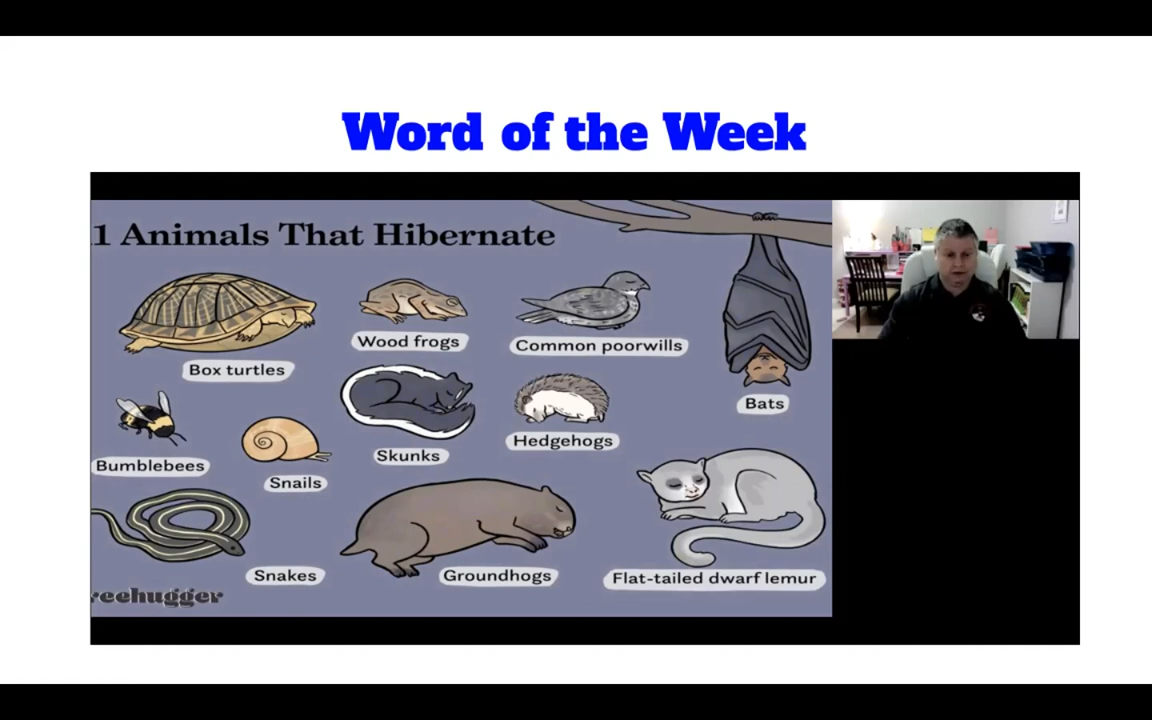 Word of the Week
1 Animals That Hibernate
Wood frogs
Common poorwills
Box turtles
Bats
Hedgehogs
Skunks
Bumblebees
Snails
Snakes
Groundhogs
Flat-tailed dwarf lemur
reehugger